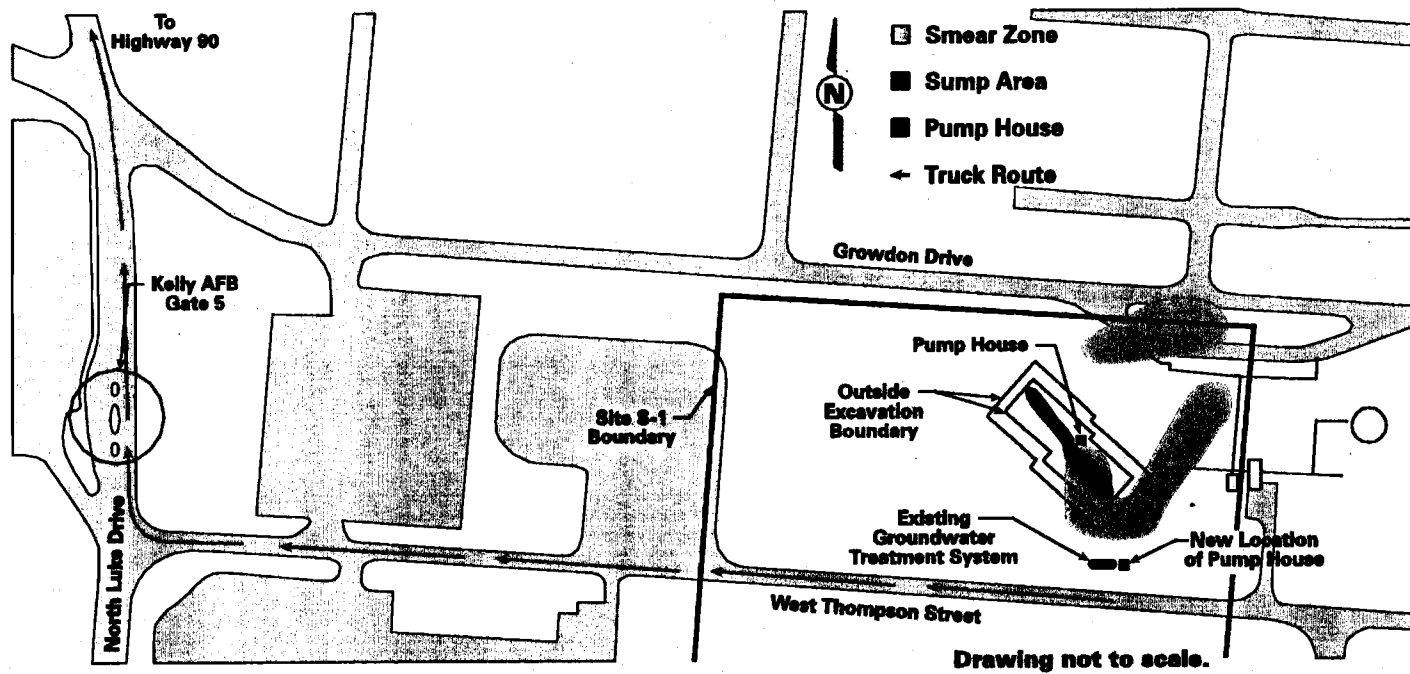 To
Highway 90
N
Smear Zone
Sump Area
Pump House
Truck Route
Growdon Drive
Kelly AFB
Gate 5
Pump House
Outside
Excavation
Boundary
Site S-1
Boundary
Existing
Groundwater
Treatment System
New Location
of Pump House
North Luke Drive
West Thompson Street
Drawing not to scale.